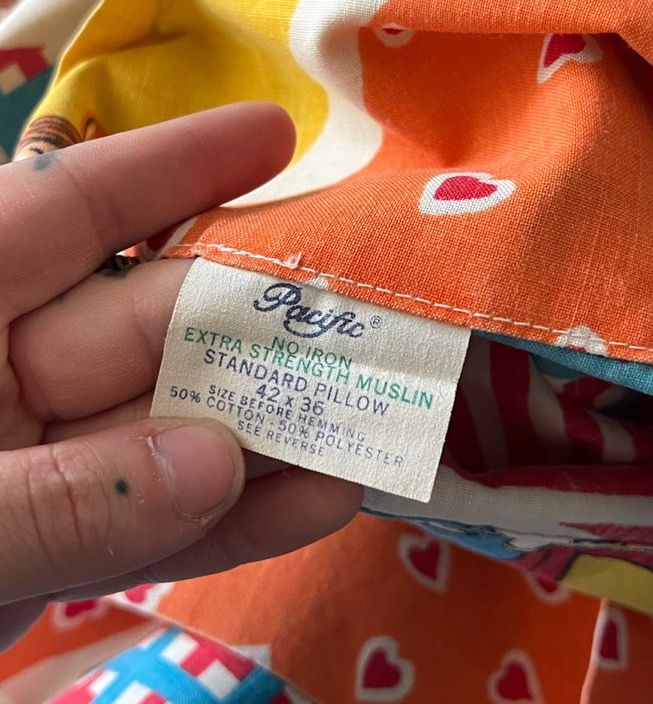 Pacific®
NO IRON
EXTRA STRENGTH MUSLIN
STANDARD PILLOW
42 x 36
SIZE BEFORE HEMMING
50% COTTON - 50% POLYESTER
SEE REVERSE